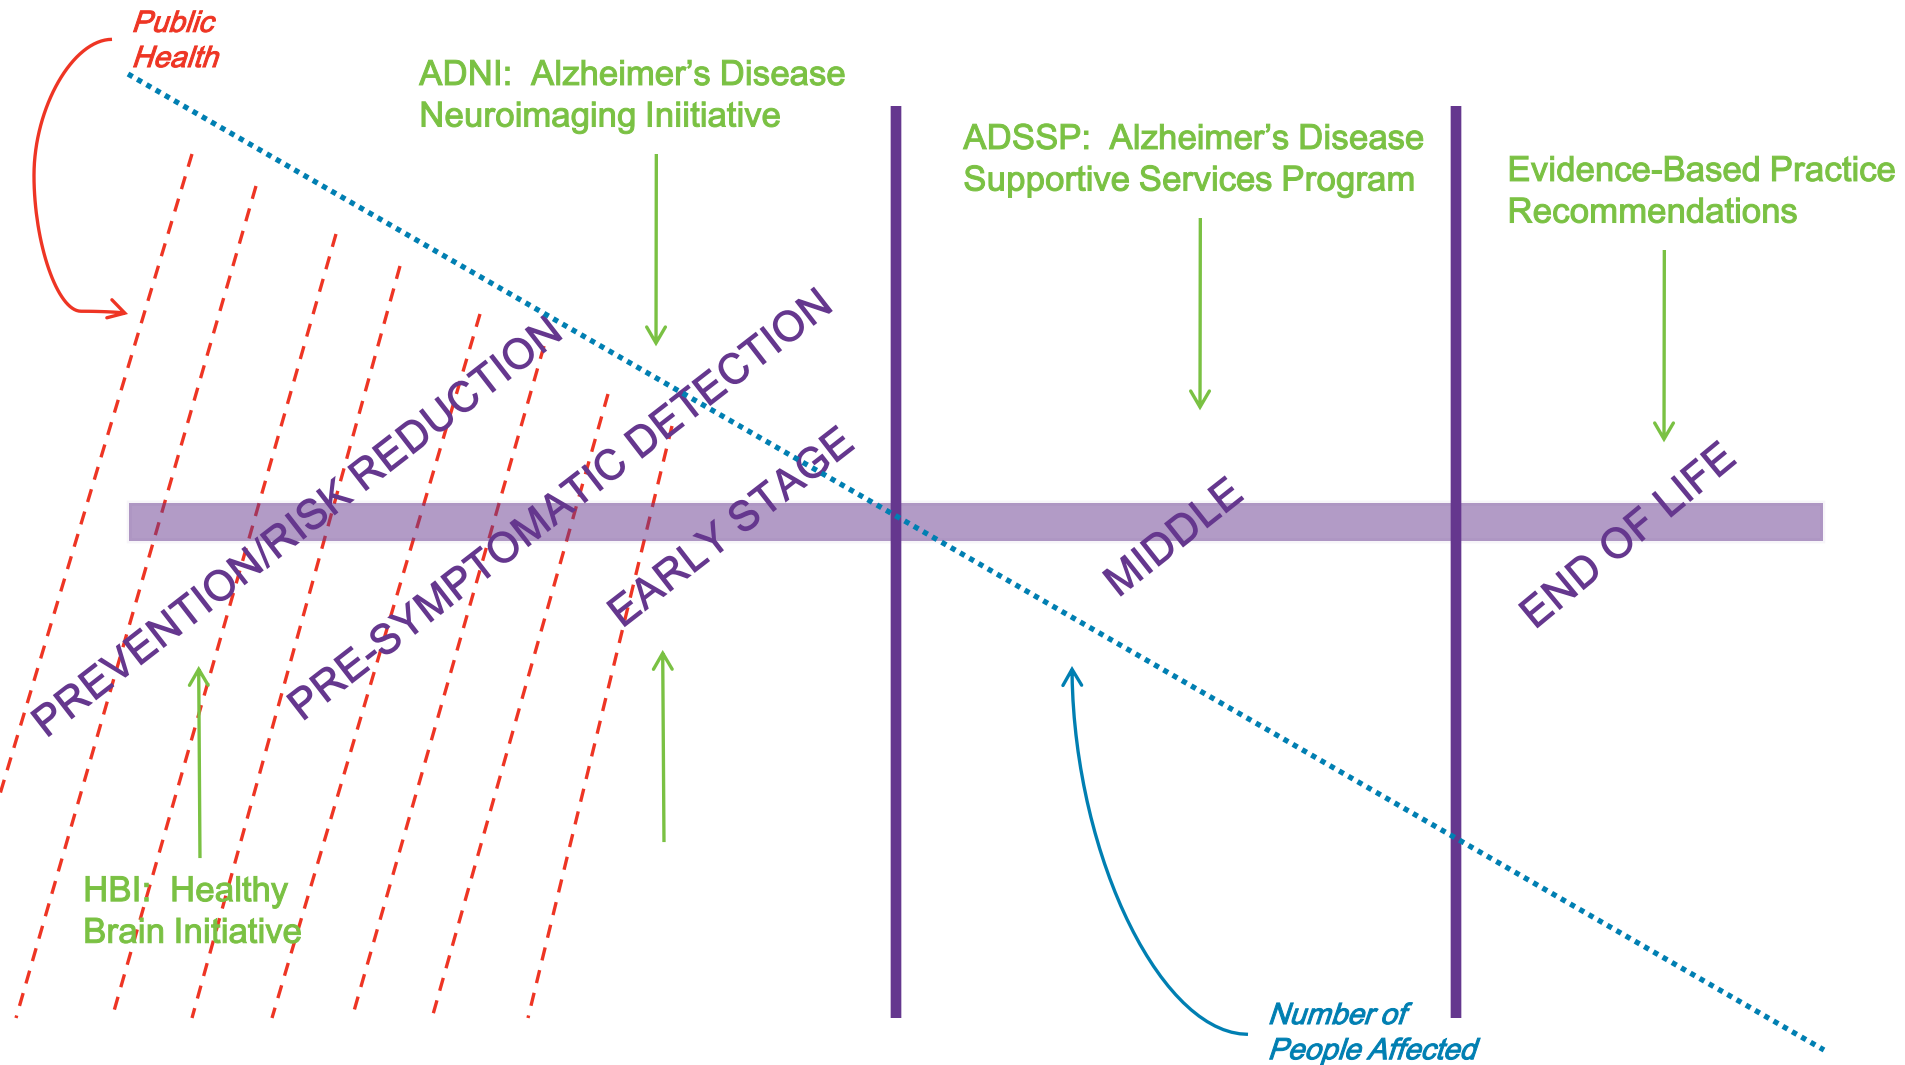 Public
Health
ADNI:  Alzheimer’s Disease
Neuroimaging Iniitiative
ADSSP:  Alzheimer’s Disease
Supportive Services Program
Evidence-Based Practice
Recommendations
PREVENTION/RISK REDUCTION
PRE-SYMPTOMATIC DETECTION
EARLY STAGE
MIDDLE
END OF LIFE
HBI:  Healthy
Brain Initiative
Number of
People Affected